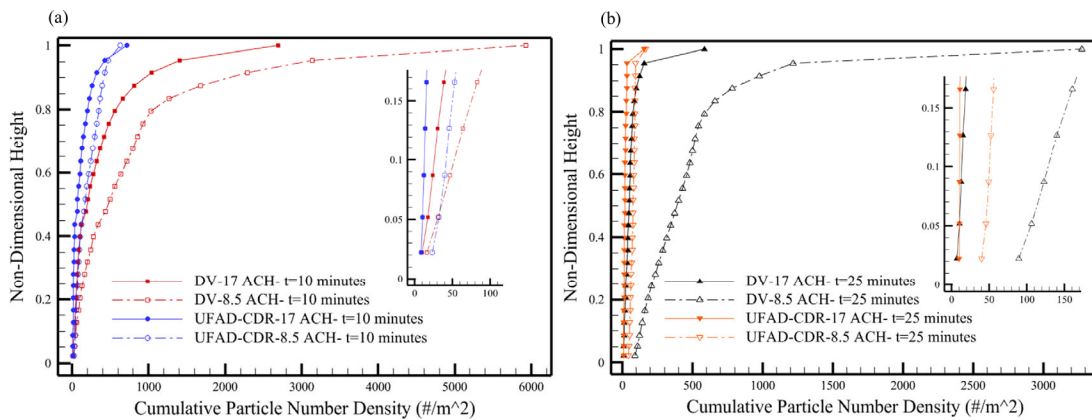 (a)
Non-Dimensional Height
1
0.8
0.6
0.4
0.2
0
0 1000 2000 3000 4000 5000 6000
Cumulative Particle Number Density (#/m^2)
DV-17 ACH- t=10 minutes
DV-8.5 ACH- t=10 minutes
UFAD-CDR-17 ACH- t=10 minutes
UFAD-CDR-8.5 ACH- t=10 minutes
0.15
0.1
0.05
0
0 50 100
(b)
Non-Dimensional Height
1
0.8
0.6
0.4
0.2
0
0 500 1000 1500 2000 2500 3000
Cumulative Particle Number Density (#/m^2)
DV-17 ACH- t=25 minutes
DV-8.5 ACH- t=25 minutes
UFAD-CDR-17 ACH- t=25 minutes
UFAD-CDR-8.5 ACH- t=25 minutes
0.15
0.1
0.05
0
0 50 100 150